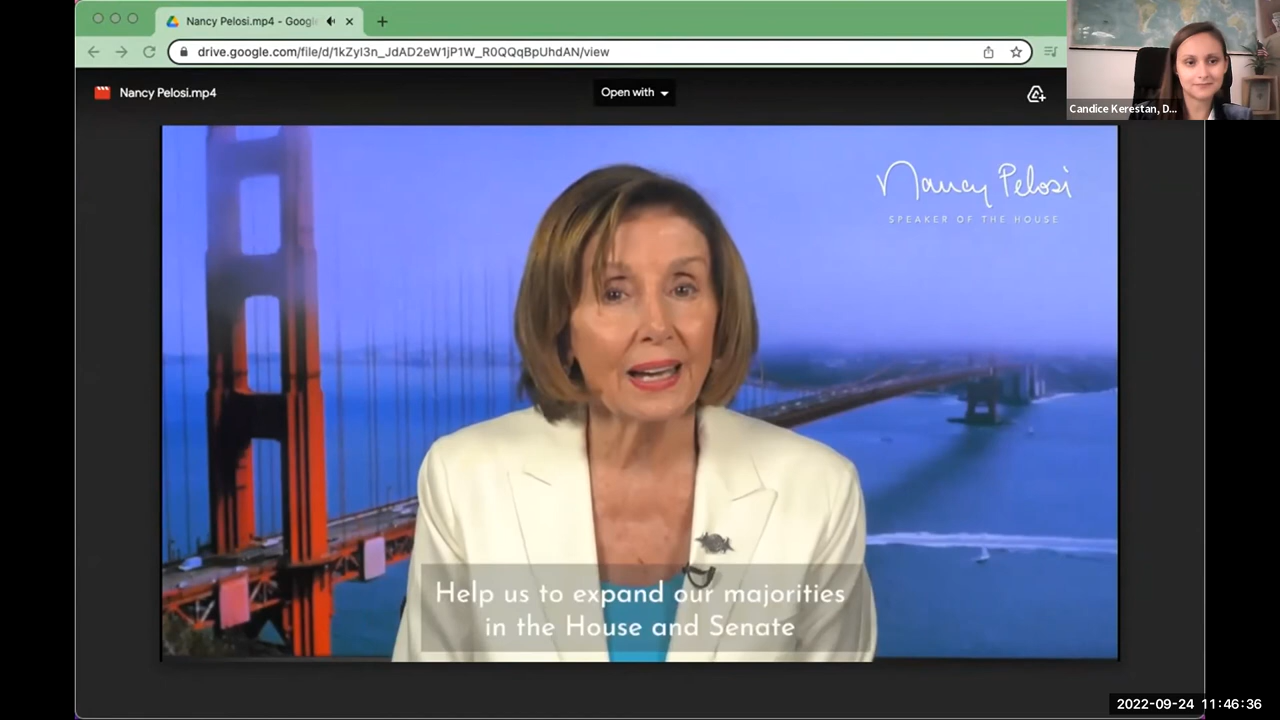 Nancy Pelosi.mp4 - Googl
drive.google.com/file/d/1kZyI3n_JdAD2eW1jP1W_R0QQqBpUhdAN/view
Nancy Pelosi.mp4
Open with
Candice Kerestan, D...
Nancy Pelosi
SPEAKER OF THE HOUSE
Help us to expand our majorities
in the House and Senate
2022-09-24 11:46:36